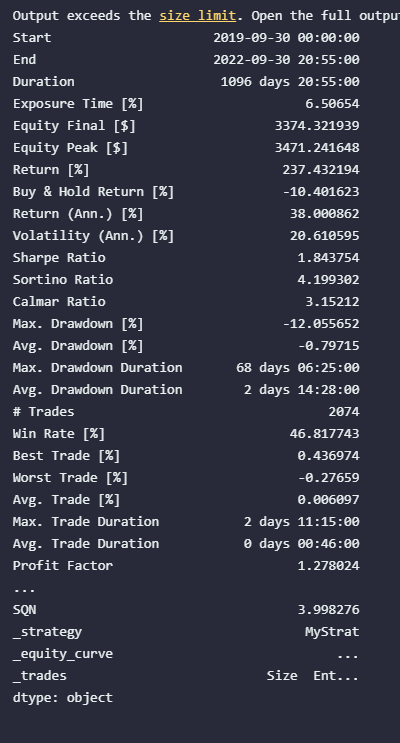 Output exceeds the size limit. Open the full output
Start 2019-09-30 00:00:00
End 2022-09-30 20:55:00
Duration 1096 days 20:55:00
Exposure Time [%] 6.50654
Equity Final [$] 3374.321939
Equity Peak [$] 3471.241648
Return [%] 237.432194
Buy & Hold Return [%] -10.401623
Return (Ann.) [%] 38.000862
Volatility (Ann.) [%] 20.610595
Sharpe Ratio 1.843754
Sortino Ratio 4.199302
Calmar Ratio 3.15212
Max. Drawdown [%] -12.055652
Avg. Drawdown [%] -0.79715
Max. Drawdown Duration 68 days 06:25:00
Avg. Drawdown Duration 2 days 14:28:00
# Trades 2074
Win Rate [%] 46.817743
Best Trade [%] 0.436974
Worst Trade [%] -0.27659
Avg. Trade [%] 0.006097
Max. Trade Duration 2 days 11:15:00
Avg. Trade Duration 0 days 00:46:00
Profit Factor 1.278024
...
SQN 3.998276
_strategy MyStrat
_equity_curve ...
_trades Size Ent...
dtype: object